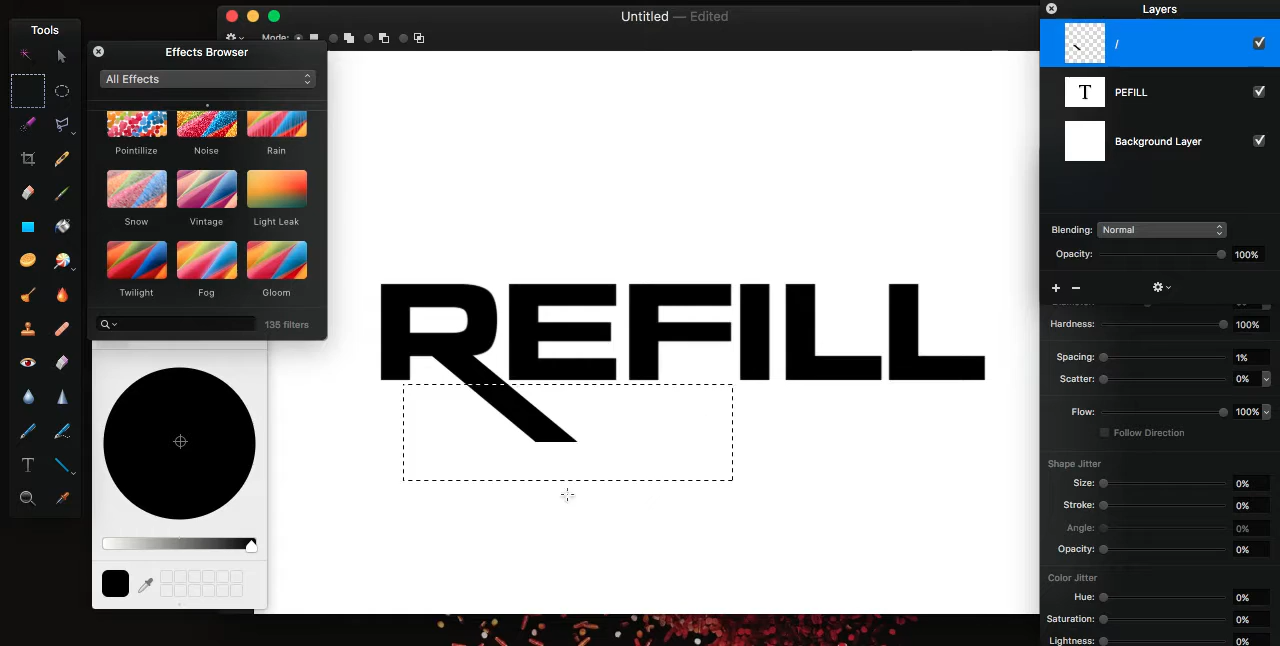 Tools
Effects Browser
All Effects
Pointillize
Noise
Rain
Snow
Vintage
Light Leak
Twilight
Fog
Gloom
135 filters
Untitled — Edited
Mode:
REFILL
T
Layers
/
T
PEFILL
Background Layer
Blending:
Normal
Opacity:
100%
Hardness:
100%
Spacing:
1%
Scatter:
0%
Flow:
100%
Follow Direction
Shape Jitter
Size:
0%
Stroke:
0%
Angle:
0%
Opacity:
0%
Color Jitter
Hue:
0%
Saturation:
0%
Lightness:
0%